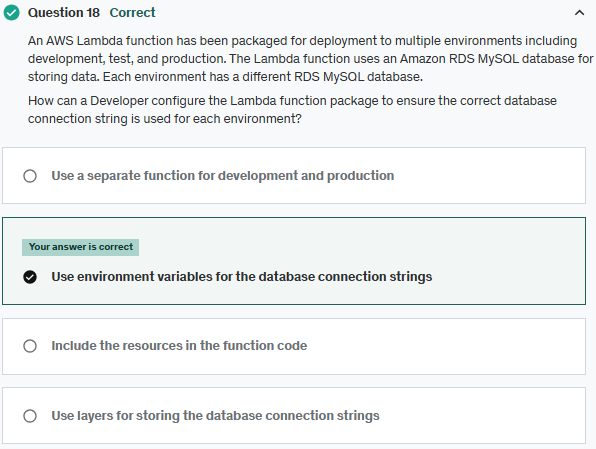 Question 18 Correct
An AWS Lambda function has been packaged for deployment to multiple environments including
development, test, and production. The Lambda function uses an Amazon RDS MySQL database for
storing data. Each environment has a different RDS MySQL database.
How can a Developer configure the Lambda function package to ensure the correct database
connection string is used for each environment?
Use a separate function for development and production
Your answer is correct
Use environment variables for the database connection strings
Include the resources in the function code
Use layers for storing the database connection strings